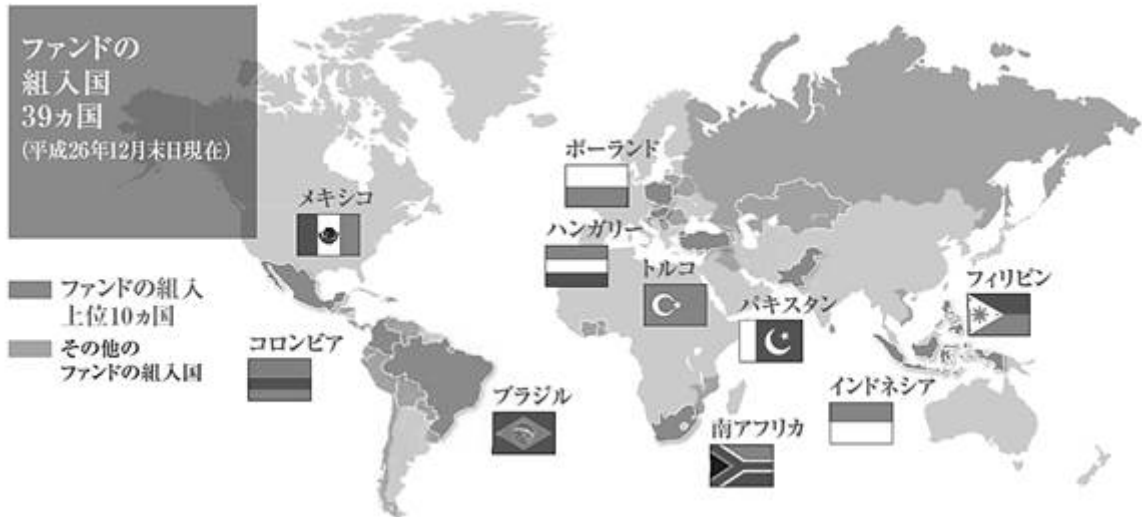 ファンドの
組入国
39ヵ国
(平成26年12月末日現在)
ポーランド
メキシコ
ハンガリー
トルコ
フィリピン
パキスタン
ファンドの組入
上位10ヵ国
その他の
ファンドの組入国
コロンビア
ブラジル
インドネシア
南アフリカ